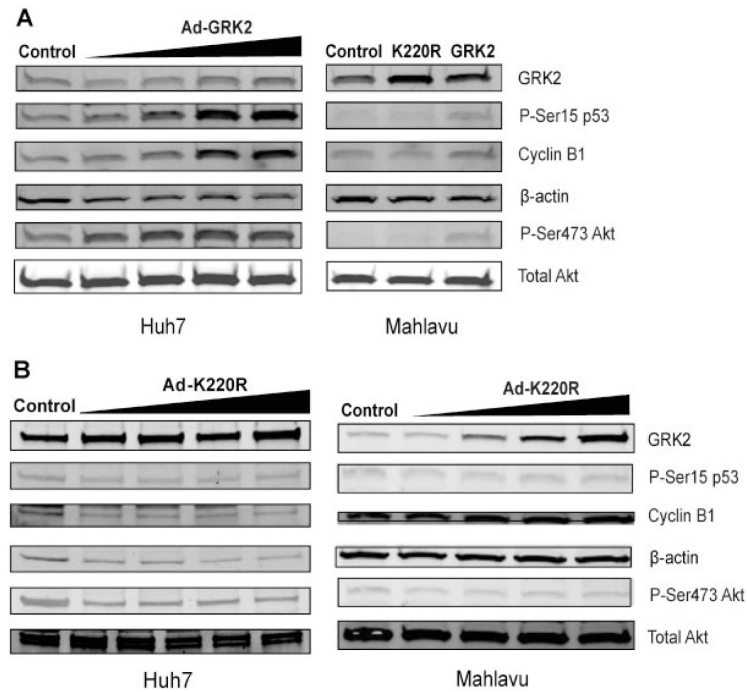 A
Ad-GRK2
Control
Control K220R GRK2
GRK2
P-Ser15 p53
Cyclin B1
β-actin
P-Ser473 Akt
Total Akt
Huh7
Mahlavu
B
Ad-K220R
Control
Ad-K220R
Control
GRK2
P-Ser15 p53
Cyclin B1
β-actin
P-Ser473 Akt
Total Akt
Huh7
Mahlavu